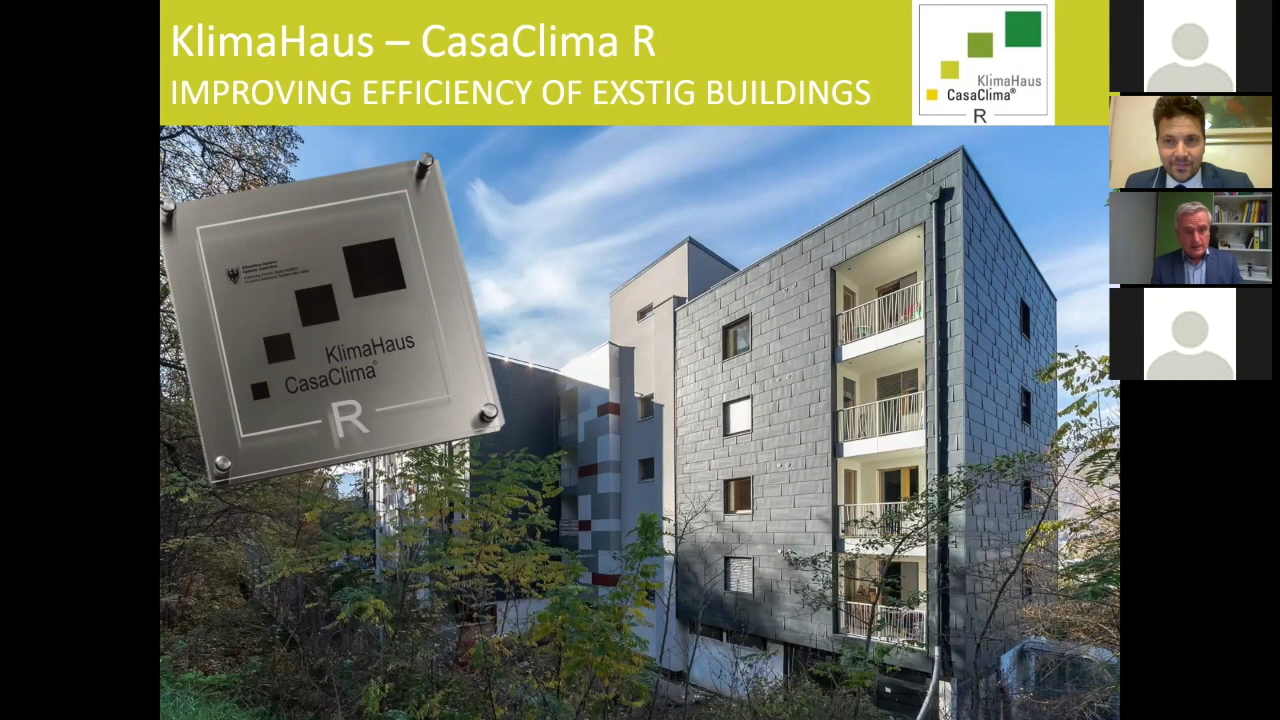 KlimaHaus – CasaClima R
IMPROVING EFFICIENCY OF EXSTIG BUILDINGS
KlimaHaus
CasaClima®
R
KlimaHaus
CasaClima®
R